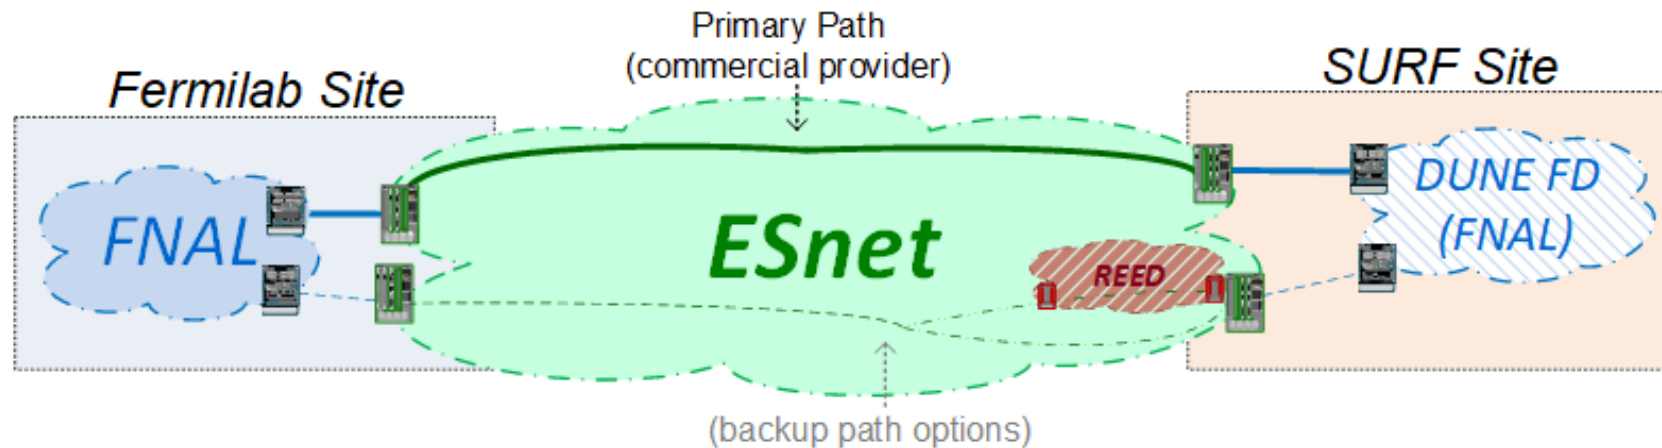 Primary Path
(commercial provider)
Fermilab Site
SURF Site
FNAL
ESnet
REED
DUNE FD
(FNAL)
(backup path options)